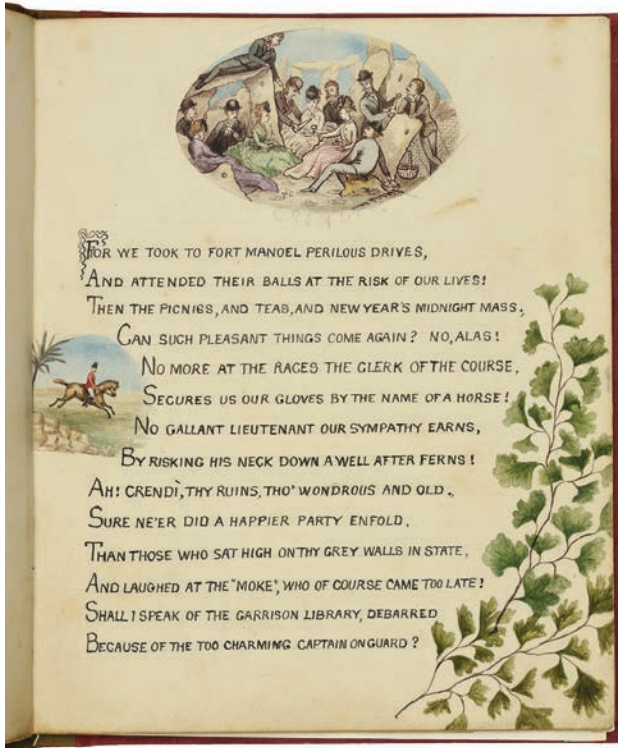 CRENDI
FOR WE TOOK TO FORT MANOEL PERILOUS DRIVES,
AND ATTENDED THEIR BALLS AT THE RISK OF OUR LIVES!
THEN THE PICNICS, AND TEAS, AND NEW YEAR'S MIDNIGHT MASS.
CAN SUCH PLEASANT THINGS COME AGAIN? NO, ALAS!
NO MORE AT THE RACES THE CLERK OF THE COURSE,
SECURES US OUR GLOVES BY THE NAME OF A HORSE!
NO GALLANT LIEUTENANT OUR SYMPATHY EARNS,
BY RISKING HIS NECK DOWN A WELL AFTER FERNS!
AH! CRENDÌ, THY RUINS, THO' WONDROUS AND OLD.,
SURE NE'ER DID A HAPPIER PARTY ENFOLD,
THAN THOSE WHO SAT HIGH ON THY GREY WALLS IN STATE,
AND LAUGHED AT THE "MOKE", WHO OF COURSE CAME TOO LATE!
SHALL I SPEAK OF THE GARRISON LIBRARY, DEBARRED
BECAUSE OF THE TOO CHARMING CAPTAIN ON GUARD?